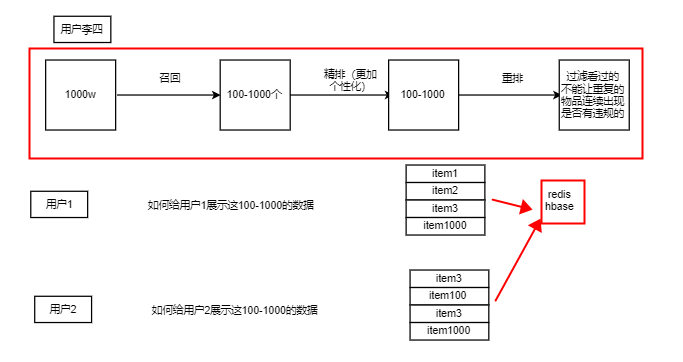 用户李四
1000w
召回
100-1000个
精排（更加
个性化）
100-1000
重排
过滤看过的
不能让重复的
物品连续出现
是否有违规的
用户1
如何给用户1展示这100-1000的数据
item1
item2
item3
item1000
redis
hbase
用户2
如何给用户2展示这100-1000的数据
item3
item100
item3
item1000